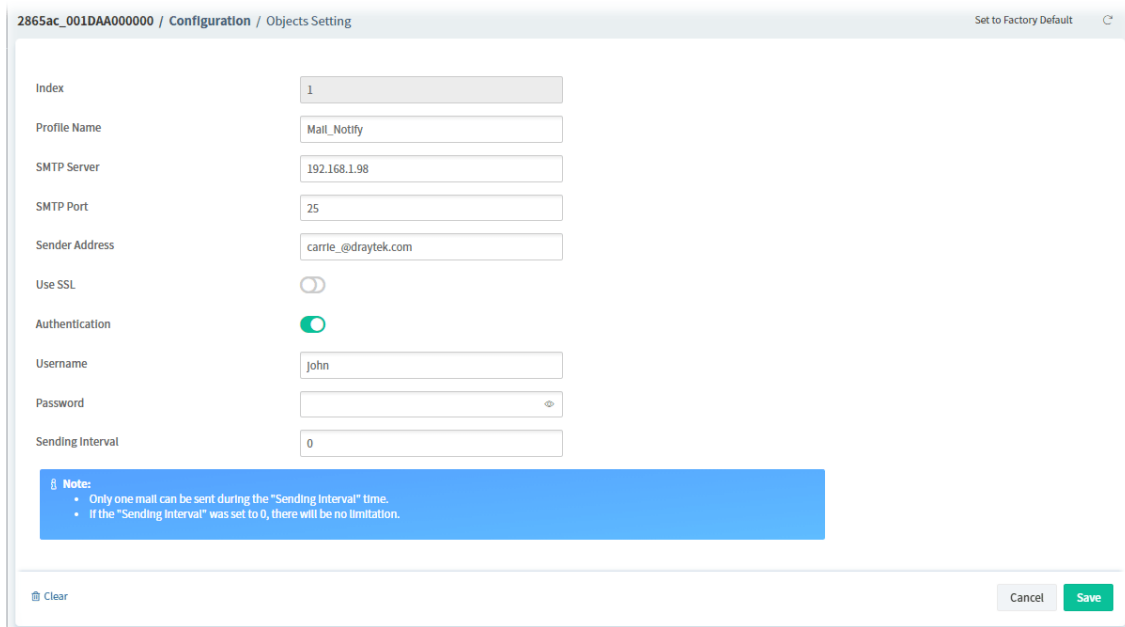 2865ac_001DAA000000 / Configuration / Objects Setting
Set to Factory Default
Index
1
Profile Name
Mail_Notify
SMTP Server
192.168.1.98
SMTP Port
25
Sender Address
carrie_@draytek.com
Use SSL
Authentication
Username
john
Password
Sending Interval
0
Note:
• Only one mail can be sent during the "Sending Interval" time.
• If the "Sending Interval" was set to 0, there will be no limitation.
Clear
Cancel
Save